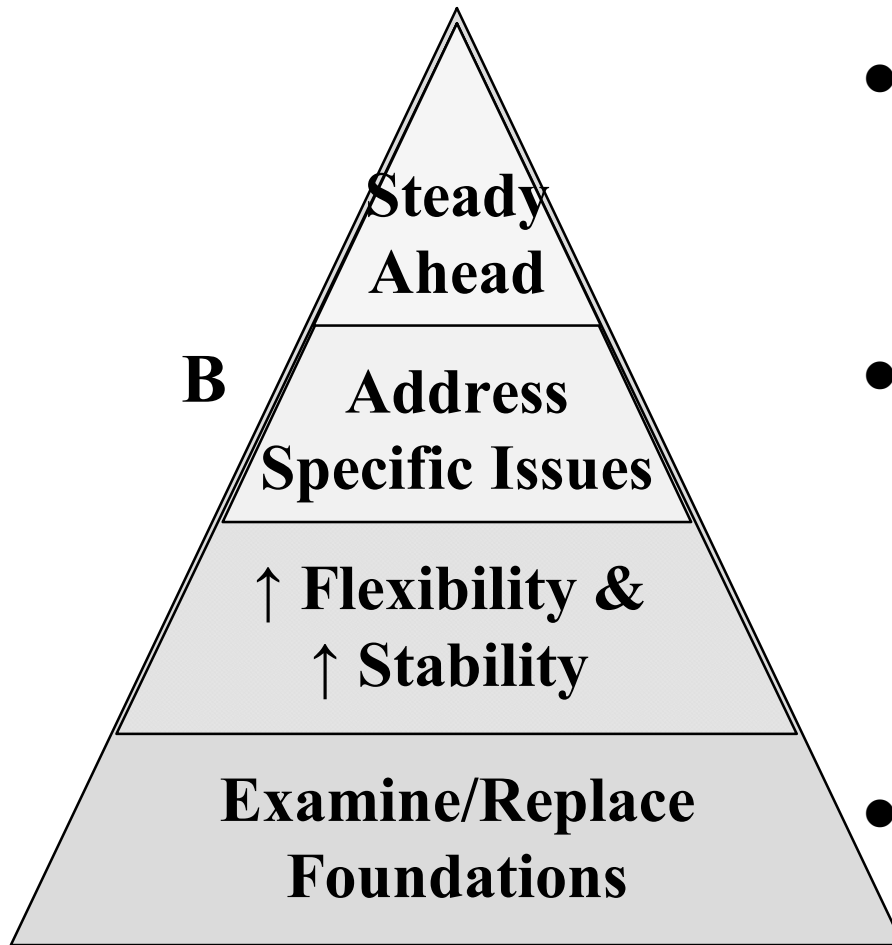 Steady
Ahead
B
Address
Specific Issues
↑ Flexibility &
↑ Stability
Examine/Replace
Foundations